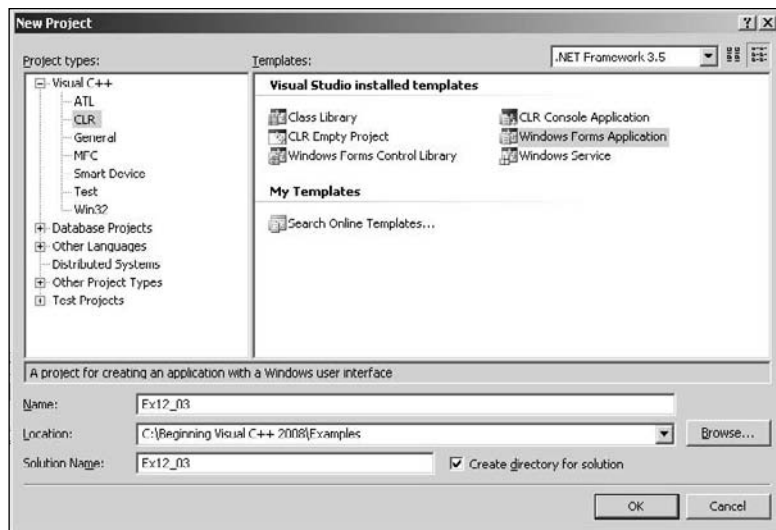 New Project
Project types:
Templates:
.NET Framework 3.5
Visual C++
ATL
CLR
General
MFC
Smart Device
Test
Win32
Database Projects
Other Languages
Distributed Systems
Other Project Types
Test Projects
Visual Studio installed templates
Class Library
CLR Console Application
CLR Empty Project
Windows Forms Application
Windows Forms Control Library
Windows Service
My Templates
Search Online Templates...
A project for creating an application with a Windows user interface
Name:
Ex12_03
Location:
C:\Beginning Visual C++ 2008\Examples
Browse...
Solution Name:
Ex12_03
Create directory for solution
OK
Cancel